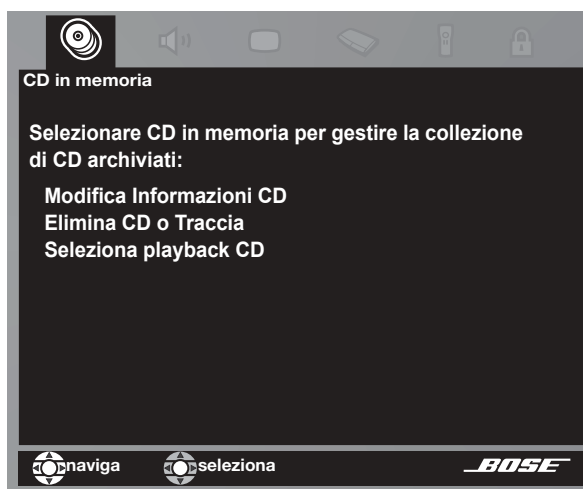 CD in memoria
Selezionare CD in memoria per gestire la collezione
di CD archiviati:
Modifica Informazioni CD
Elimina CD o Traccia
Seleziona playback CD
naviga seleziona BOSE